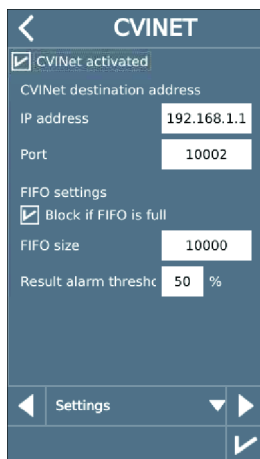 CVINET
CVINet activated
CVINet destination address
IP address 192.168.1.1
Port 10002
FIFO settings
Block if FIFO is full
FIFO size 10000
Result alarm thresho 50 %
Settings